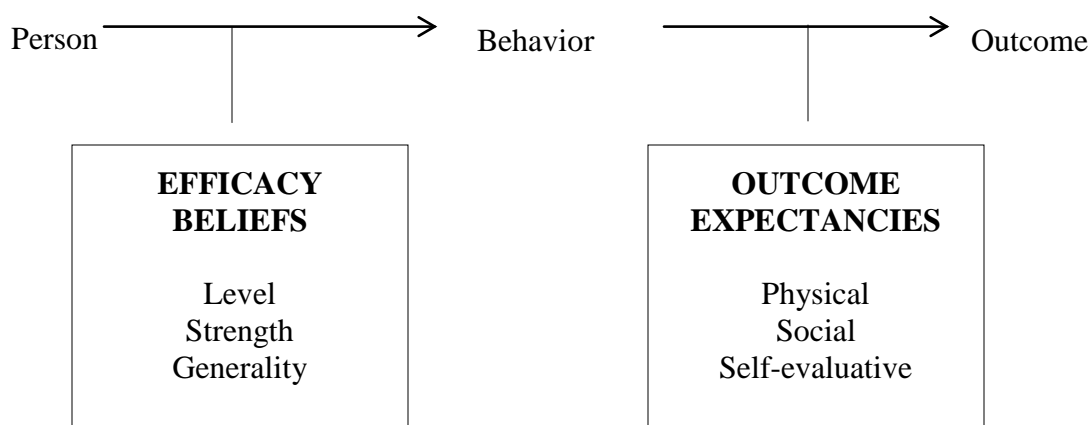 Person
Behavior
Outcome
EFFICACY
BELIEFS
Level
Strength
Generality
OUTCOME
EXPECTANCIES
Physical
Social
Self-evaluative